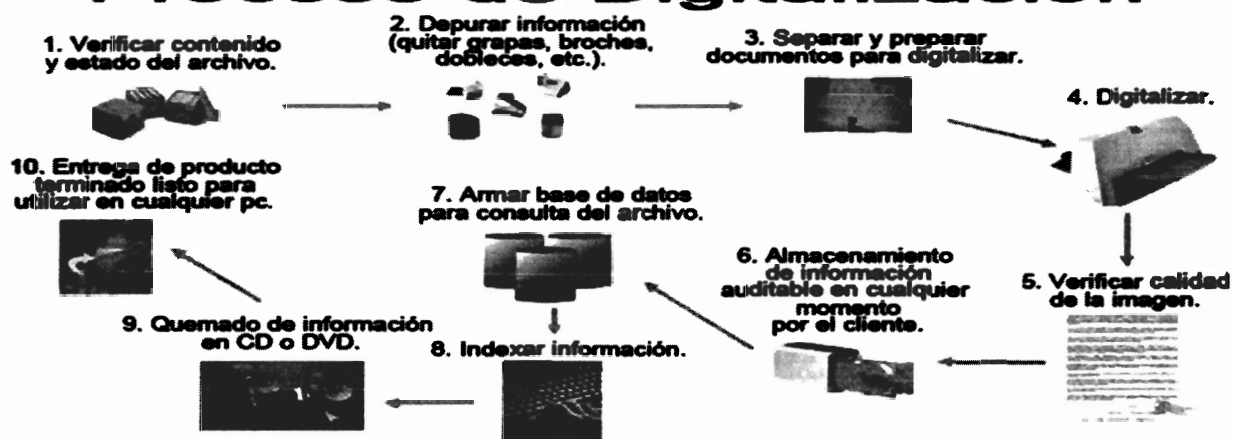 Proceso de Digitalización
1. Verificar contenido
y estado del archivo.
2. Depurar información
(quitar grapas, broches,
dobleces, etc.).
3. Separar y preparar
documentos para digitalizar.
4. Digitalizar.
5. Verificar calidad
de la imagen.
6. Almacenamiento
de información
auditable en cualquier
momento
por el cliente.
7. Armar base de datos
para consulta del archivo.
8. Indexar información.
9. Quemado de información
en CD o DVD.
10. Entrega de producto
terminado listo para
utilizar en cualquier pc.